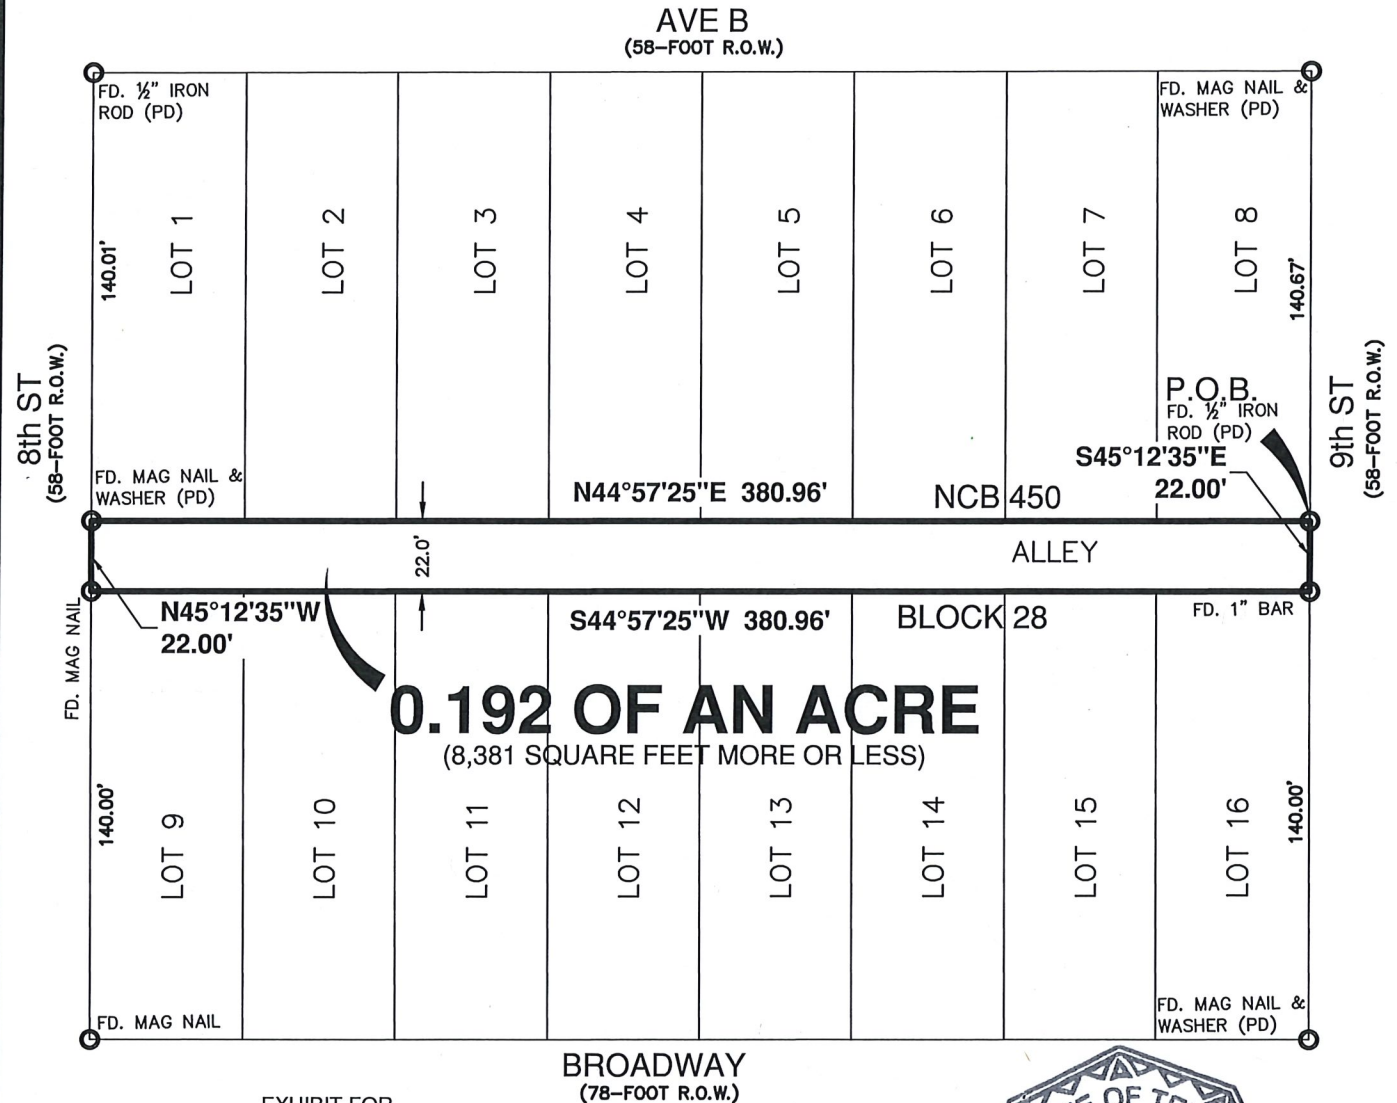 AVE B
(58-FOOT R.O.W.)
FD. ½" IRON
ROD (PD)
FD. MAG NAIL &
WASHER (PD)
LOT 1
LOT 2
LOT 3
LOT 4
LOT 5
LOT 6
LOT 7
LOT 8
140.01'
140.67'
8th ST
(58-FOOT R.O.W.)
9th ST
(58-FOOT R.O.W.)
P.O.B.
FD. ½" IRON
ROD (PD)
S45°12'35"E
22.00'
FD. MAG NAIL &
WASHER (PD)
N44°57'25"E 380.96'
NCB 450
22.0'
ALLEY
N45°12'35"W
22.00'
S44°57'25"W 380.96'
BLOCK 28
FD. 1" BAR
FD. MAG NAIL
0.192 OF AN ACRE
(8,381 SQUARE FEET MORE OR LESS)
140.00'
LOT 9
LOT 10
LOT 11
LOT 12
LOT 13
LOT 14
LOT 15
LOT 16
140.00'
FD. MAG NAIL
FD. MAG NAIL &
WASHER (PD)
BROADWAY
(78-FOOT R.O.W.)
EXHIBIT FOR
OF